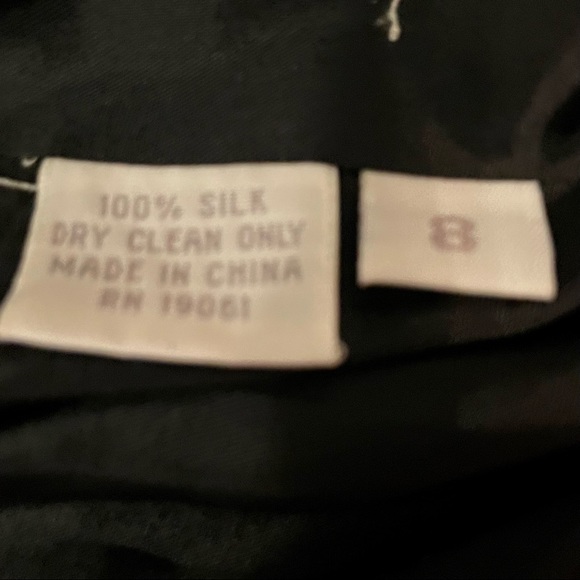 100% SILK
DRY CLEAN ONLY
MADE IN CHINA
RN 19061
8